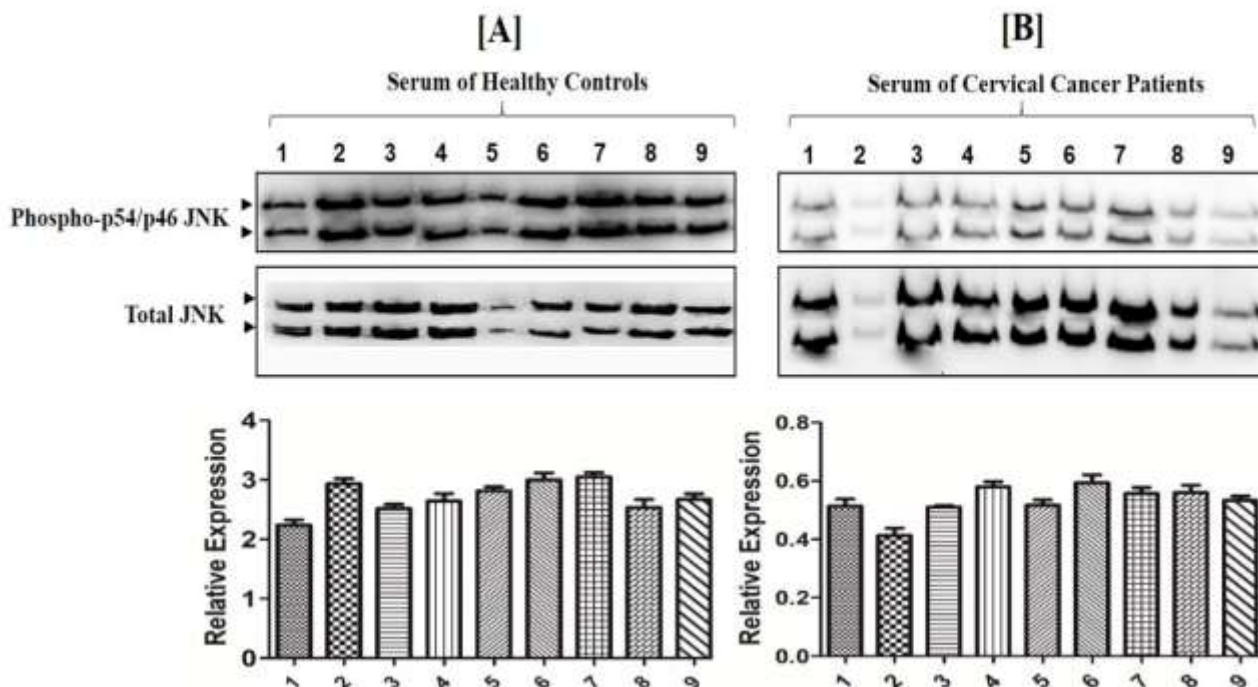 [A]
Serum of Healthy Controls
1 2 3 4 5 6 7 8 9
Phospho-p54/p46 JNK
Total JNK
[B]
Serum of Cervical Cancer Patients
1 2 3 4 5 6 7 8 9
Relative Expression
4
3
2
1
0
1 2 3 4 5 6 7 8 9
Relative Expression
0.8
0.6
0.4
0.2
0.0
1 2 3 4 5 6 7 8 9